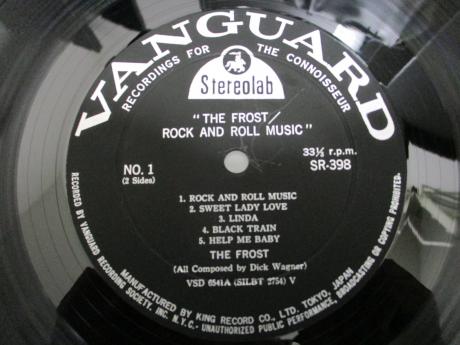 VANGUARD
RECORDINGS FOR THE CONNOISSEUR
Stereolab
"THE FROST/
ROCK AND ROLL MUSIC"
NO. 1
(2 Sides)
33⅓ r.p.m.
SR-398
1. ROCK AND ROLL MUSIC
2. SWEET LADY LOVE
3. LINDA
4. BLACK TRAIN
5. HELP ME BABY
THE FROST
(All Composed by Dick Wagner)
VSD 6541A (SILBT 2754) V
RECORDED BY VANGUARD RECORDING SOCIETY, INC. N.Y.C.- UNAUTHORIZED PUBLIC PERFORMANCE, BROADCASTING OR COPYING PROHIBITED.
MANUFACTURED BY KING RECORD CO., LTD. TOKYO, JAPAN